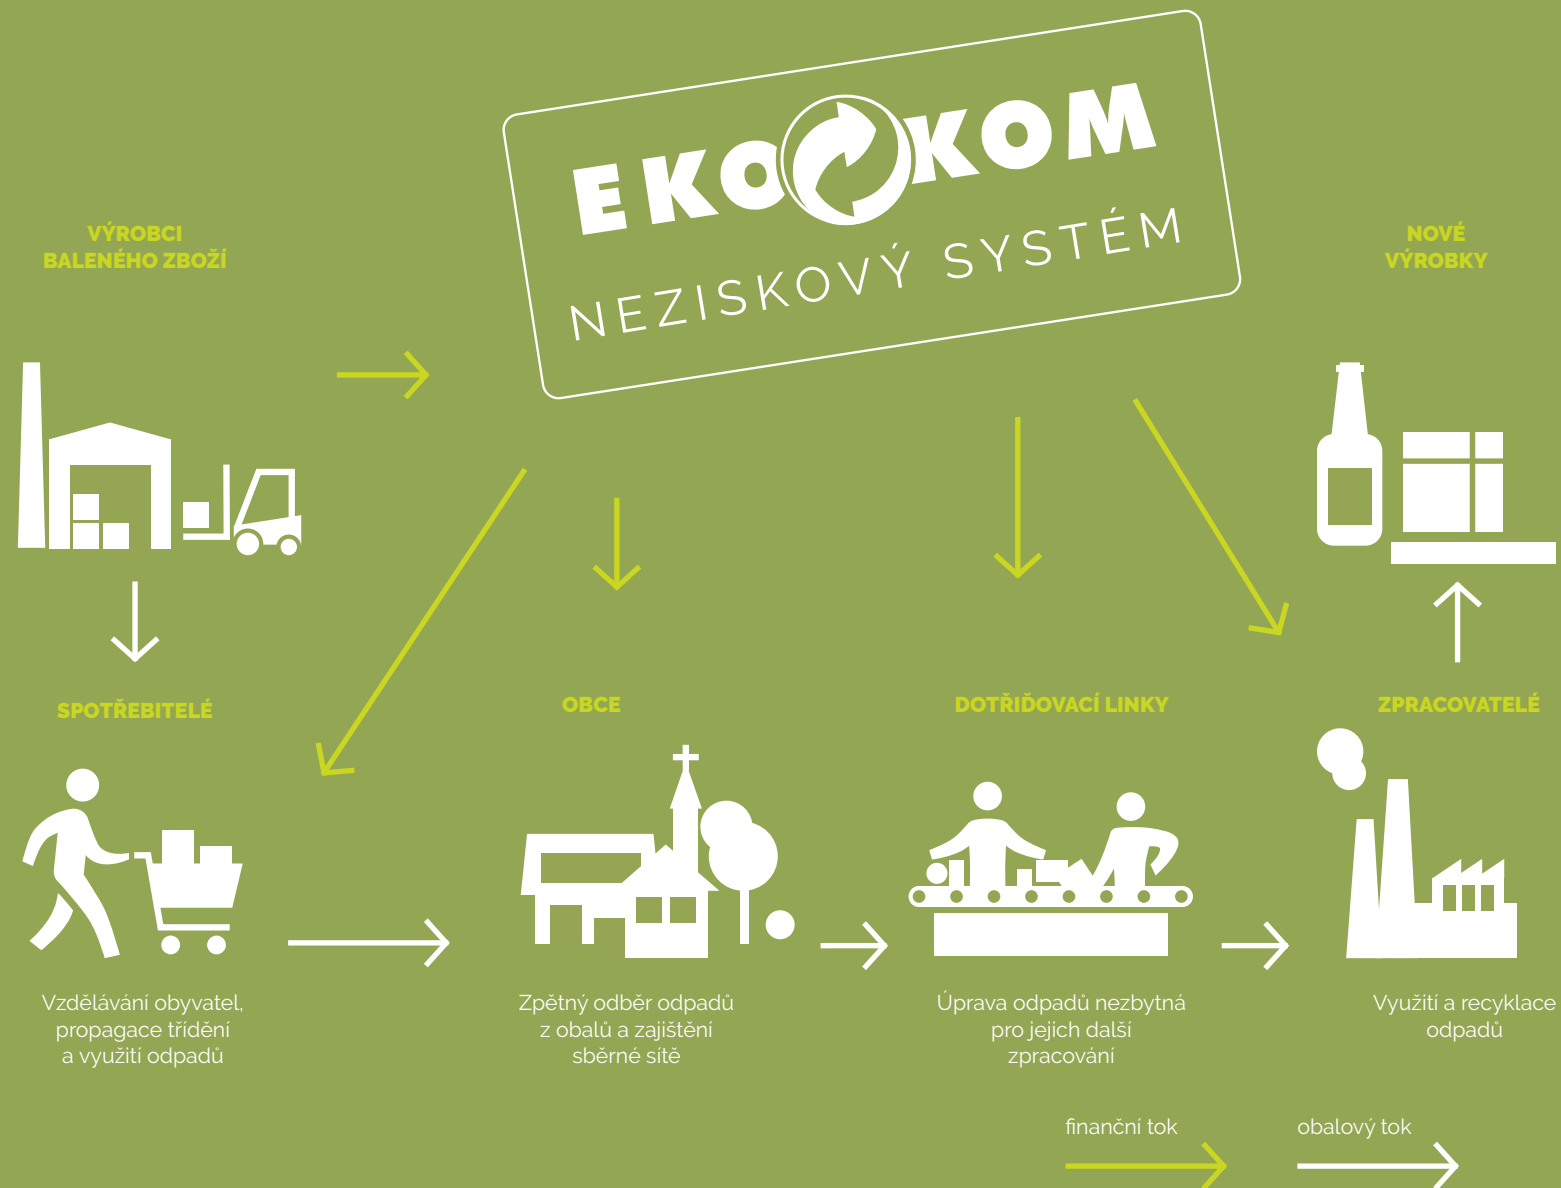 EKO KOM
NEZISKOVÝ SYSTÉM
VÝROBCI
BALENÉHO ZBOŽÍ
NOVÉ
VÝROBKY
SPOTŘEBITELÉ
OBCE
DOTŘIĎOVACÍ LINKY
ZPRACOVATELÉ
Vzdělávání obyvatel,
propagace třídění
a využití odpadů
Zpětný odběr odpadů
z obalů a zajištění
sběrné sítě
Úprava odpadů nezbytná
pro jejich další
zpracování
Využití a recyklace
odpadů
finanční tok
obalový tok